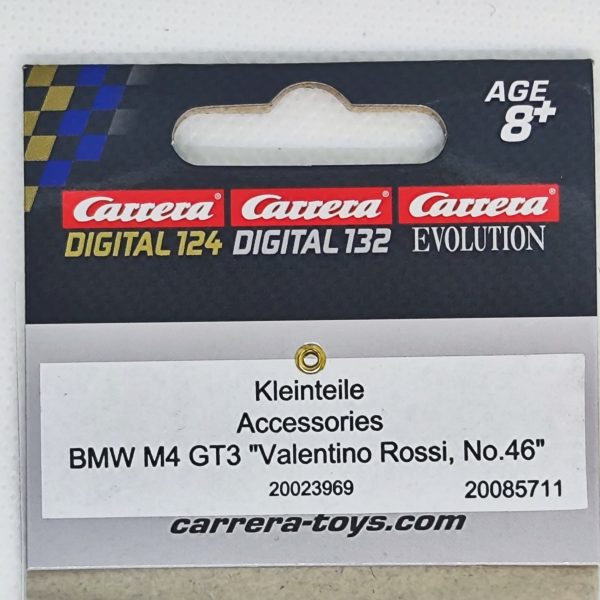 AGE
8+
Carrera® Carrera® Carrera®
DIGITAL 124 DIGITAL 132 EVOLUTION
Kleinteile
Accessories
BMW M4 GT3 "Valentino Rossi, No.46"
20023969 20085711
carrera-toys.com